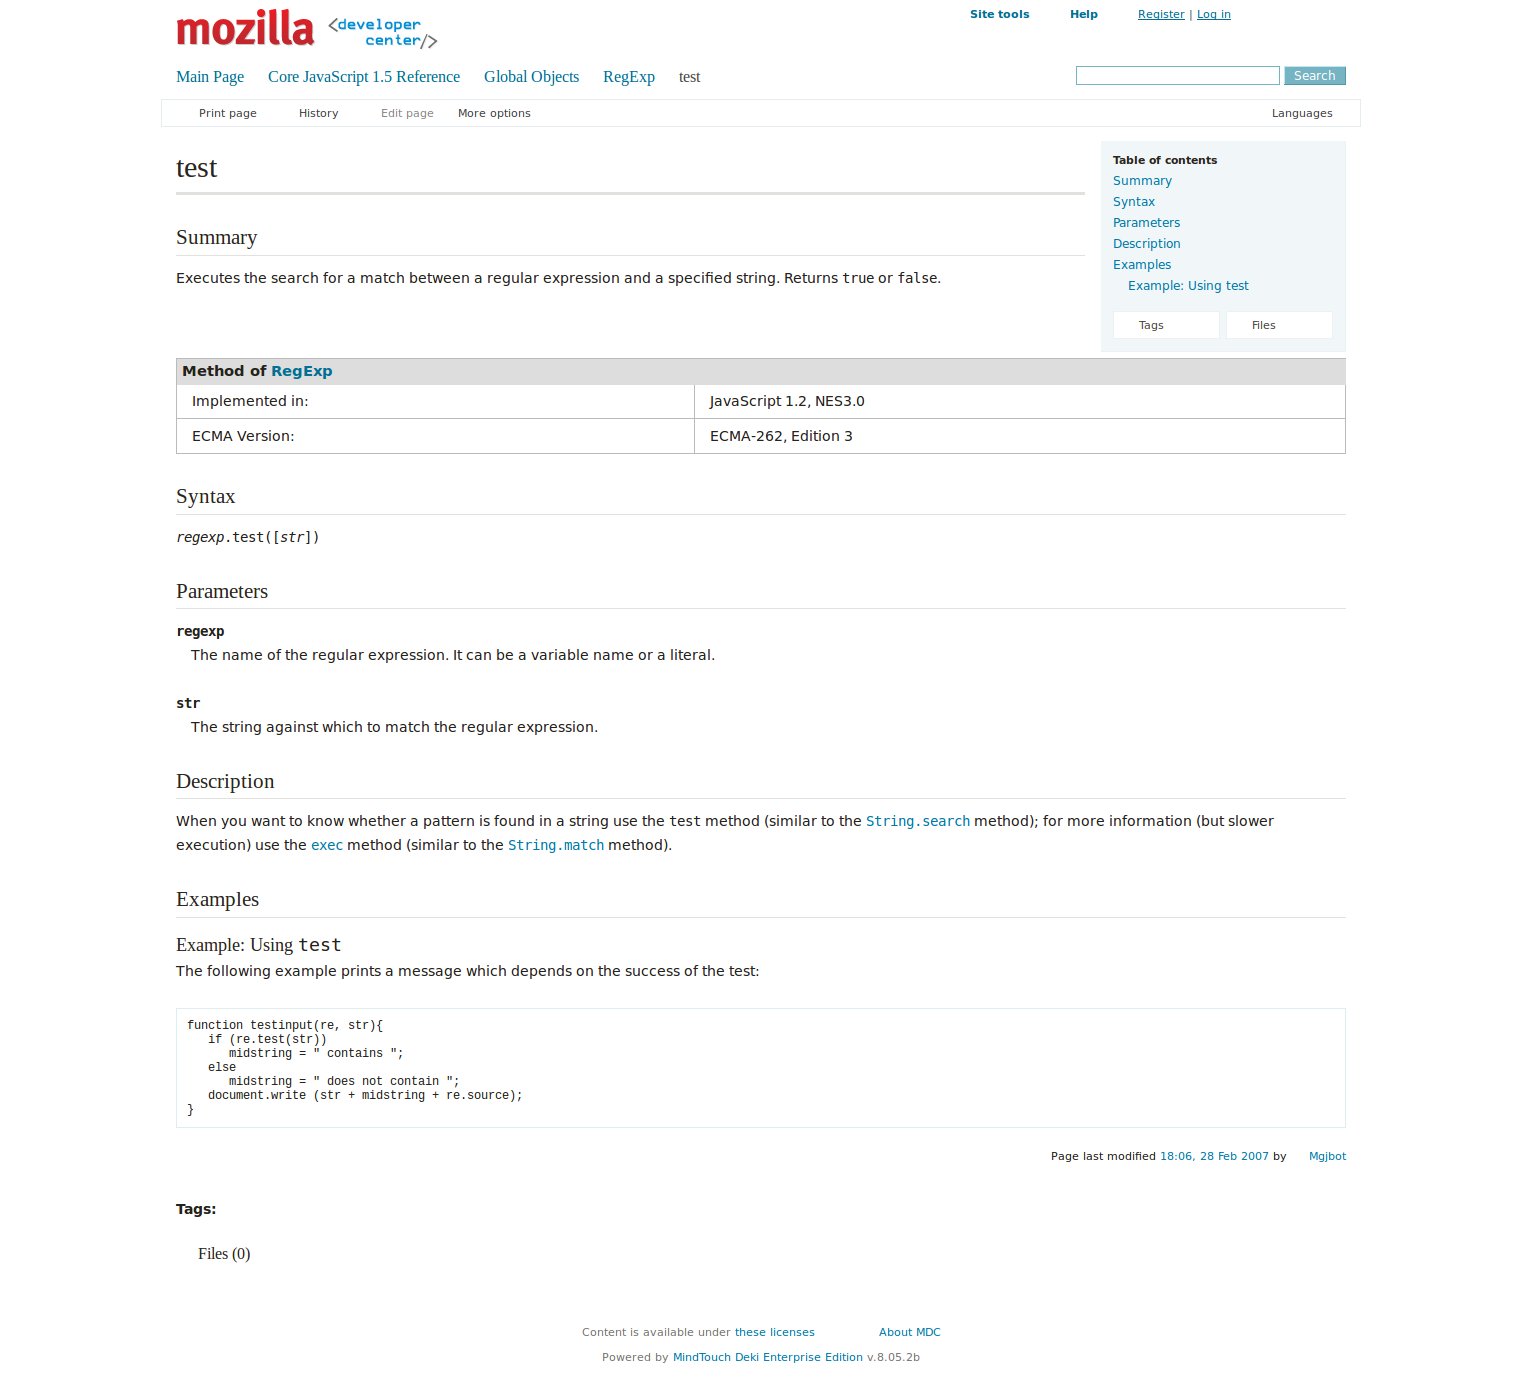 mozilla <developer
center/>
Site tools Help Register | Log in
Main Page Core JavaScript 1.5 Reference Global Objects RegExp test Search
Print page History Edit page More options Languages
test
Table of contents
Summary
Syntax
Parameters
Description
Examples
Example: Using test
Tags Files
Summary
Executes the search for a match between a regular expression and a specified string. Returns true or false.
Method of RegExp
Implemented in: JavaScript 1.2, NES3.0
ECMA Version: ECMA-262, Edition 3
Syntax
regexp.test([str])
Parameters
regexp
The name of the regular expression. It can be a variable name or a literal.
str
The string against which to match the regular expression.
Description
When you want to know whether a pattern is found in a string use the test method (similar to the String.search method); for more information (but slower
execution) use the exec method (similar to the String.match method).
Examples
Example: Using test
The following example prints a message which depends on the success of the test:
function testinput(re, str){
   if (re.test(str))
      midstring = " contains ";
   else
      midstring = " does not contain ";
   document.write (str + midstring + re.source);
}
Page last modified 18:06, 28 Feb 2007 by Mgjbot
Tags:
Files (0)
Content is available under these licenses About MDC
Powered by MindTouch Deki Enterprise Edition v.8.05.2b